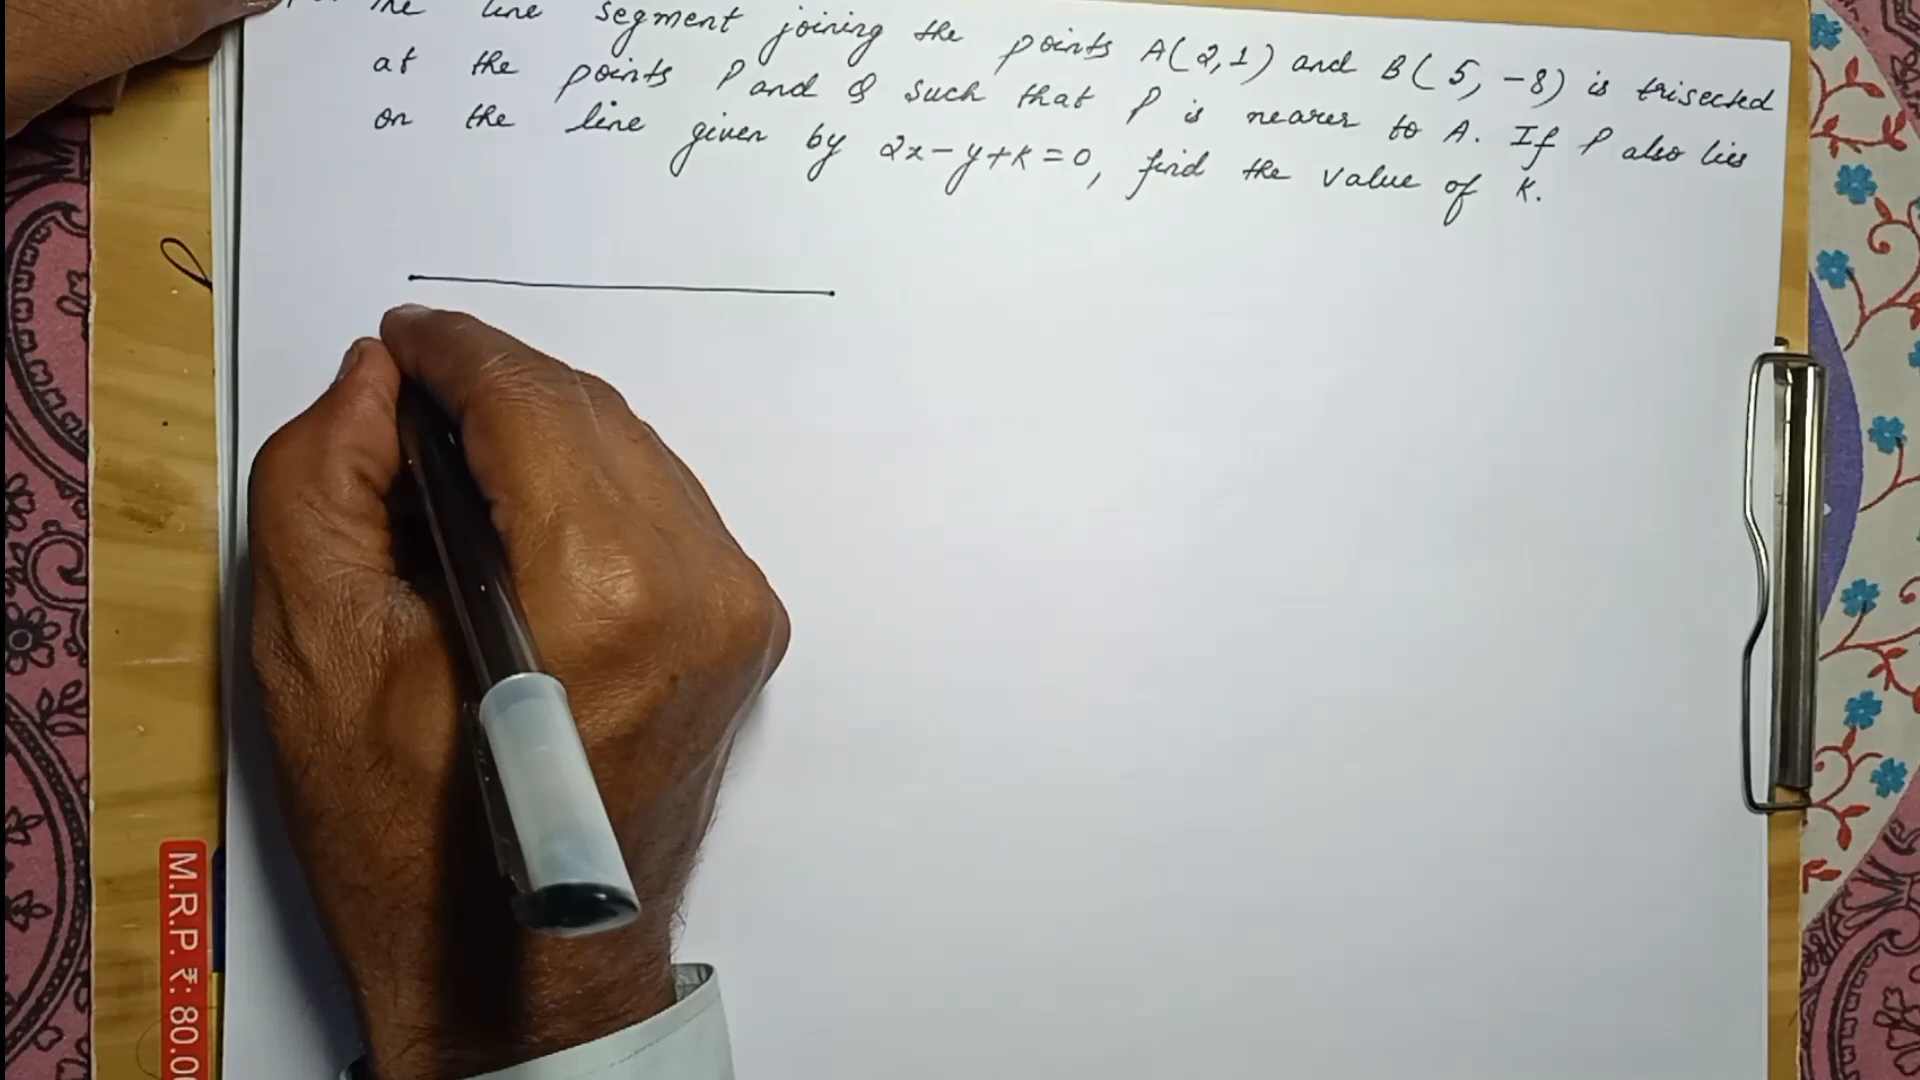 The line segment joining the points A(2,1) and B(5,-8) is trisected
at the points P and Q such that P is nearer to A. If P also lies
on the line given by 2x-y+k=0, find the value of K.
M.R.P. ₹: 80.00